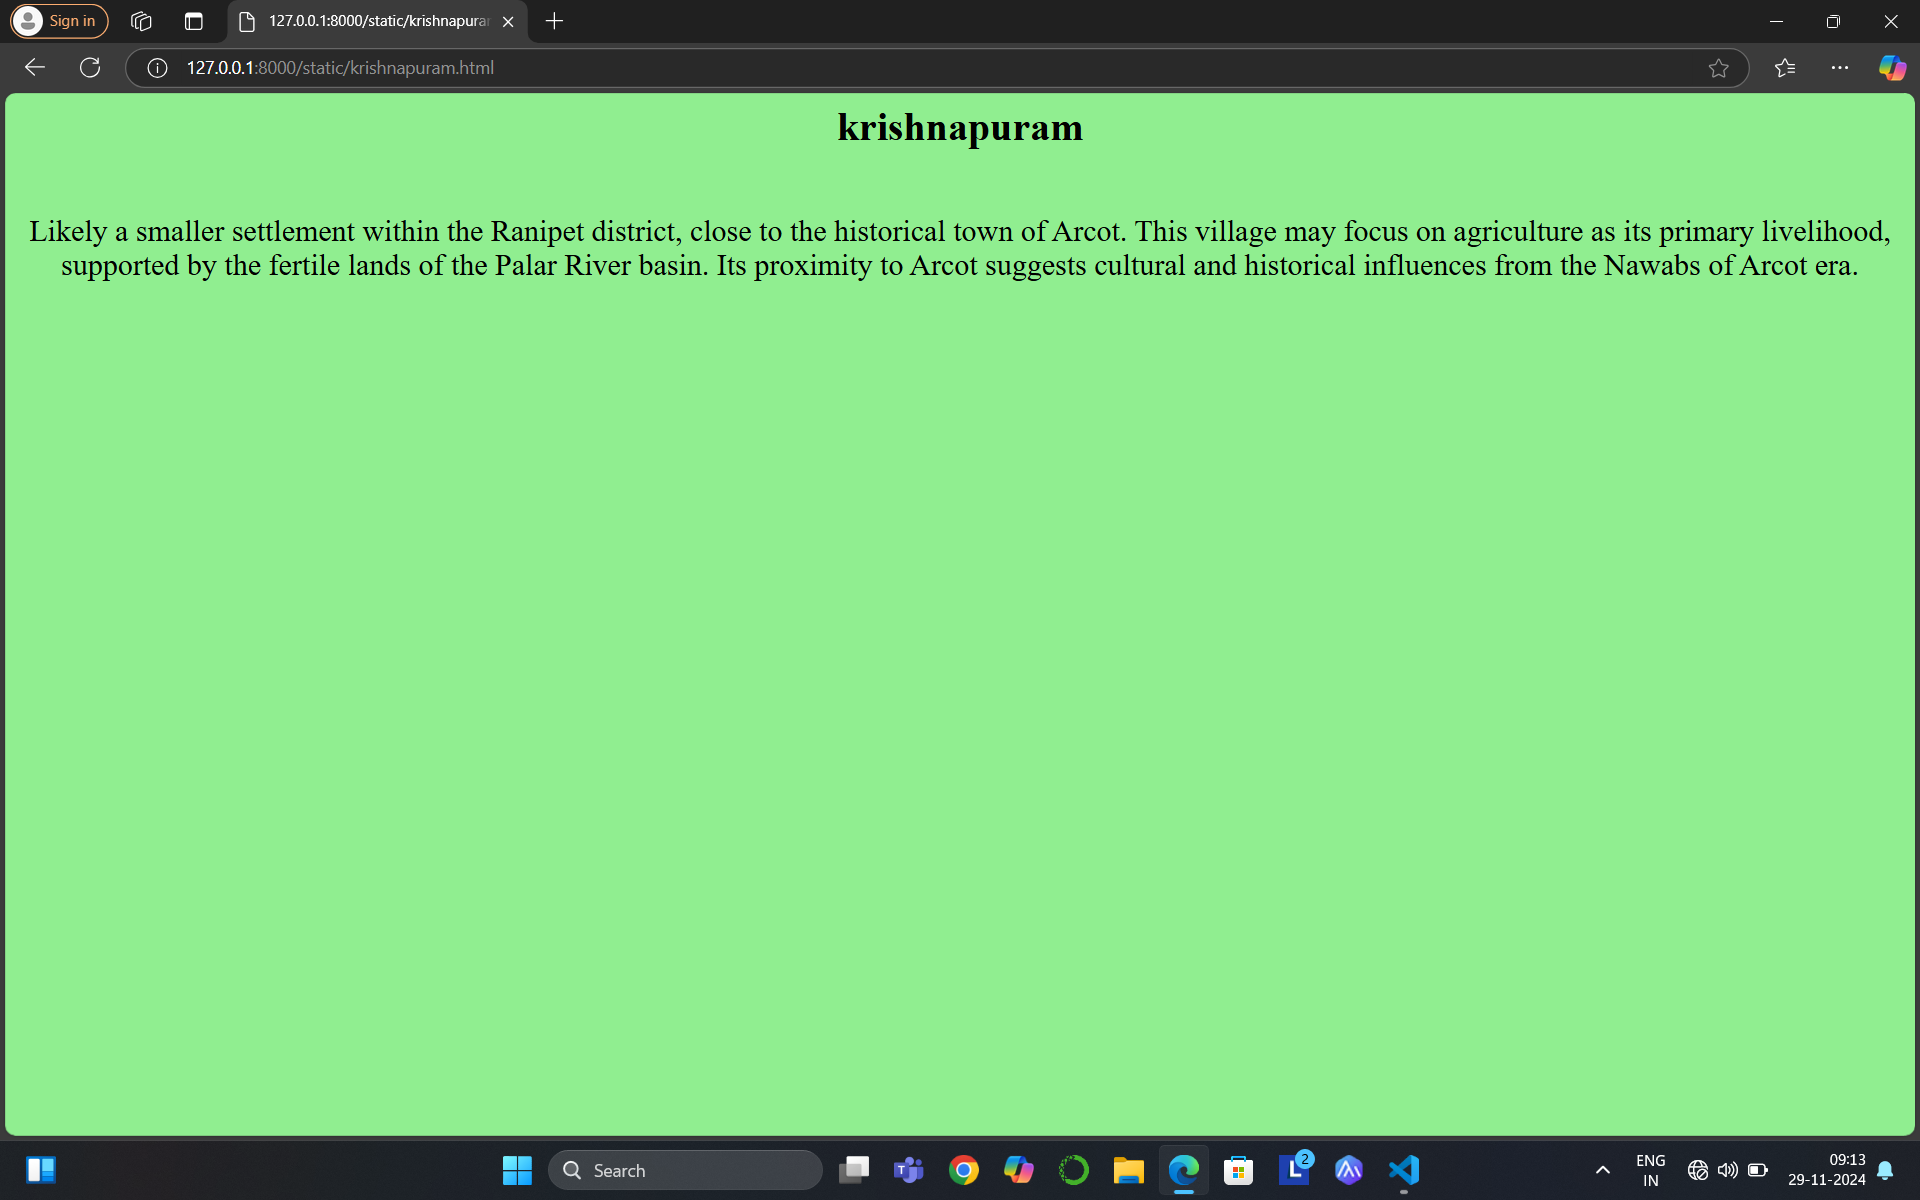 Sign in
127.0.0.1:8000/static/krishnapura
127.0.0.1:8000/static/krishnapuram.html
krishnapuram
Likely a smaller settlement within the Ranipet district, close to the historical town of Arcot. This village may focus on agriculture as its primary livelihood,
supported by the fertile lands of the Palar River basin. Its proximity to Arcot suggests cultural and historical influences from the Nawabs of Arcot era.
Search
L
2
ENG
IN
09:13
29-11-2024